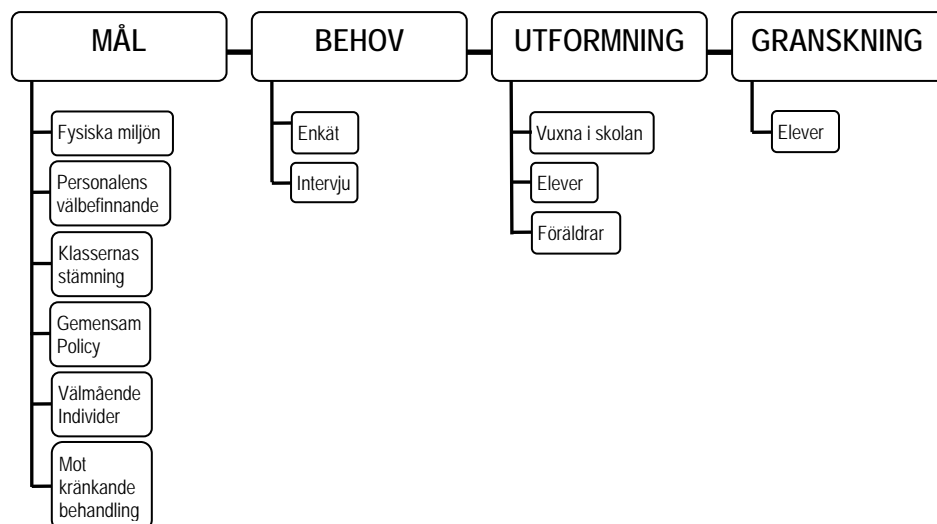 MÅL
BEHOV
UTFORMNING
GRANSKNING
Fysiska miljön
Personalens
välbefinnande
Klassernas
stämning
Gemensam
Policy
Välmående
Individer
Mot
kränkande
behandling
Enkät
Intervju
Vuxna i skolan
Elever
Föräldrar
Elever